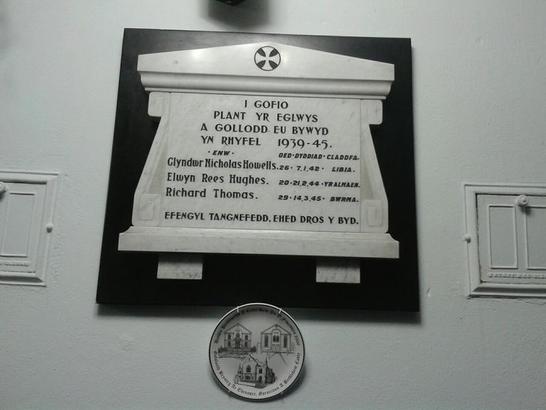 I GOFIO
PLANT YR EGLWYS
A GOLLODD EU BYWYD
YN RHYFEL 1939-45.
· ENW · OED·DYDDIAD·CLADDFA.
Glyndwr Nicholas Howells. 26 · 7,1,42 · LIBIA.
Elwyn Rees Hughes. 20·21,2,44·YR ALMAEN.
Richard Thomas. 29·14,3,45· BWRMA.
EFENGYL TANGNEFEDD, EHED DROS Y BYD.